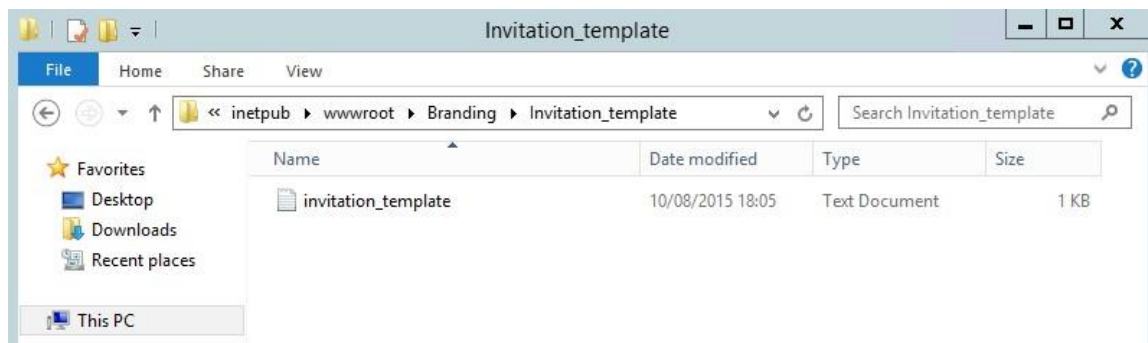 Invitation_template
File Home Share View
« inetpub ▸ wwwroot ▸ Branding ▸ Invitation_template Search Invitation_template
Name Date modified Type Size
Favorites
Desktop
Downloads
Recent places
This PC
invitation_template 10/08/2015 18:05 Text Document 1 KB